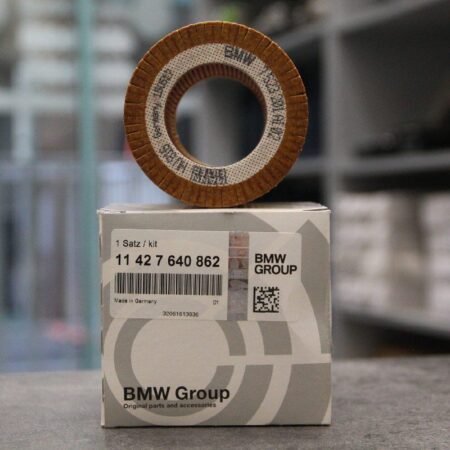 BMW
Germany
1 Satz / kit
11 42 7 640 862
BMW
GROUP
Made in Germany
01
BMW Group
Original parts and accessories